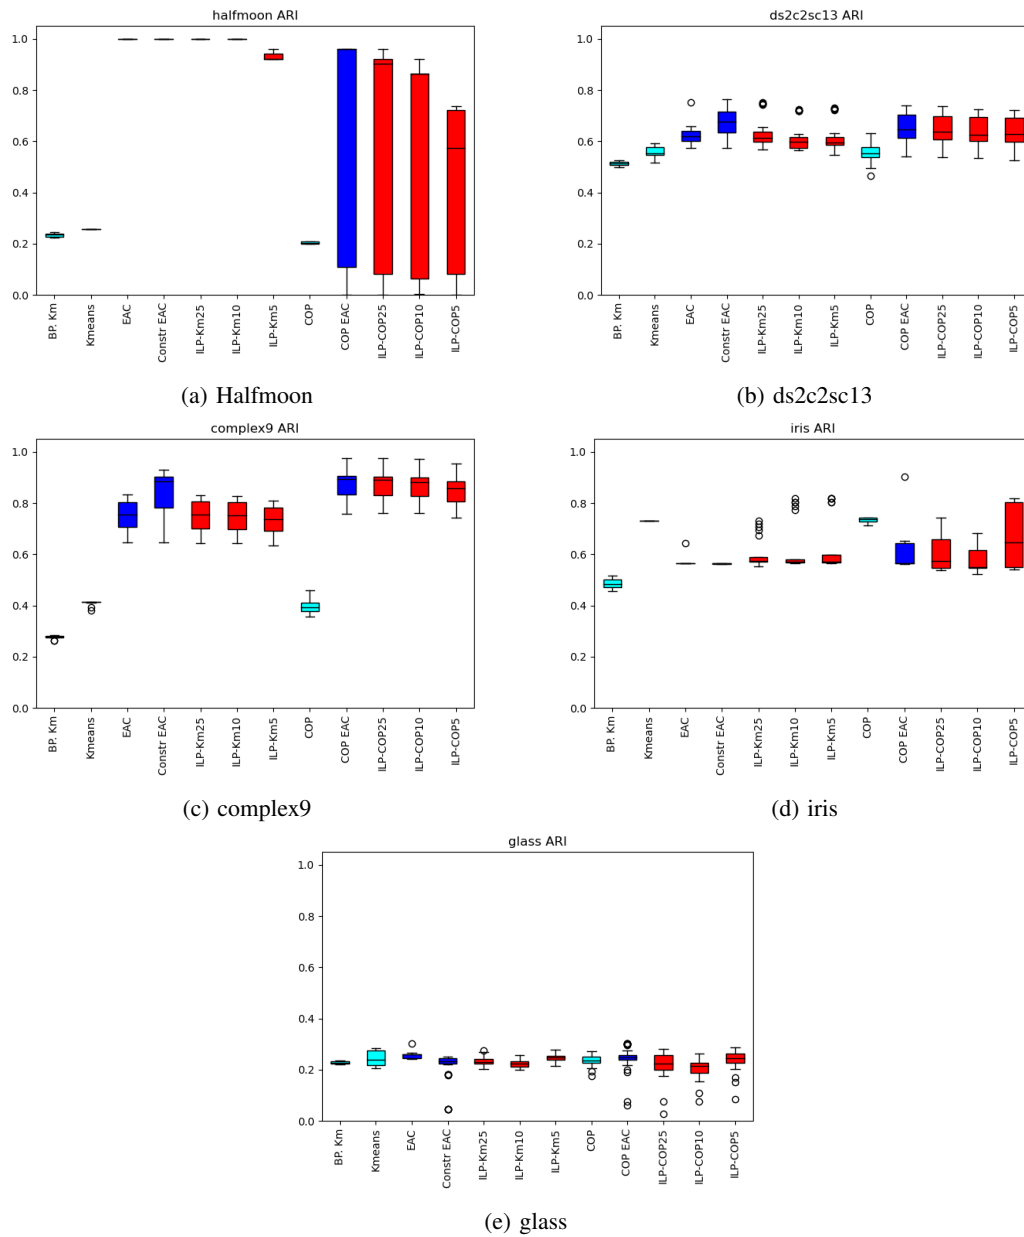 halfmoon ARI
1.0
0.8
0.6
0.4
0.2
0.0
BP. Km
Kmeans
EAC
Constr EAC
ILP-Km25
ILP-Km10
ILP-Km5
COP
COP EAC
ILP-COP25
ILP-COP10
ILP-COP5
(a) Halfmoon
ds2c2sc13 ARI
1.0
0.8
0.6
0.4
0.2
0.0
BP. Km
Kmeans
EAC
Constr EAC
ILP-Km25
ILP-Km10
ILP-Km5
COP
COP EAC
ILP-COP25
ILP-COP10
ILP-COP5
(b) ds2c2sc13
complex9 ARI
1.0
0.8
0.6
0.4
0.2
0.0
BP. Km
Kmeans
EAC
Constr EAC
ILP-Km25
ILP-Km10
ILP-Km5
COP
COP EAC
ILP-COP25
ILP-COP10
ILP-COP5
(c) complex9
iris ARI
1.0
0.8
0.6
0.4
0.2
0.0
BP. Km
Kmeans
EAC
Constr EAC
ILP-Km25
ILP-Km10
ILP-Km5
COP
COP EAC
ILP-COP25
ILP-COP10
ILP-COP5
(d) iris
glass ARI
1.0
0.8
0.6
0.4
0.2
0.0
BP. Km
Kmeans
EAC
Constr EAC
ILP-Km25
ILP-Km10
ILP-Km5
COP
COP EAC
ILP-COP25
ILP-COP10
ILP-COP5
(e) glass